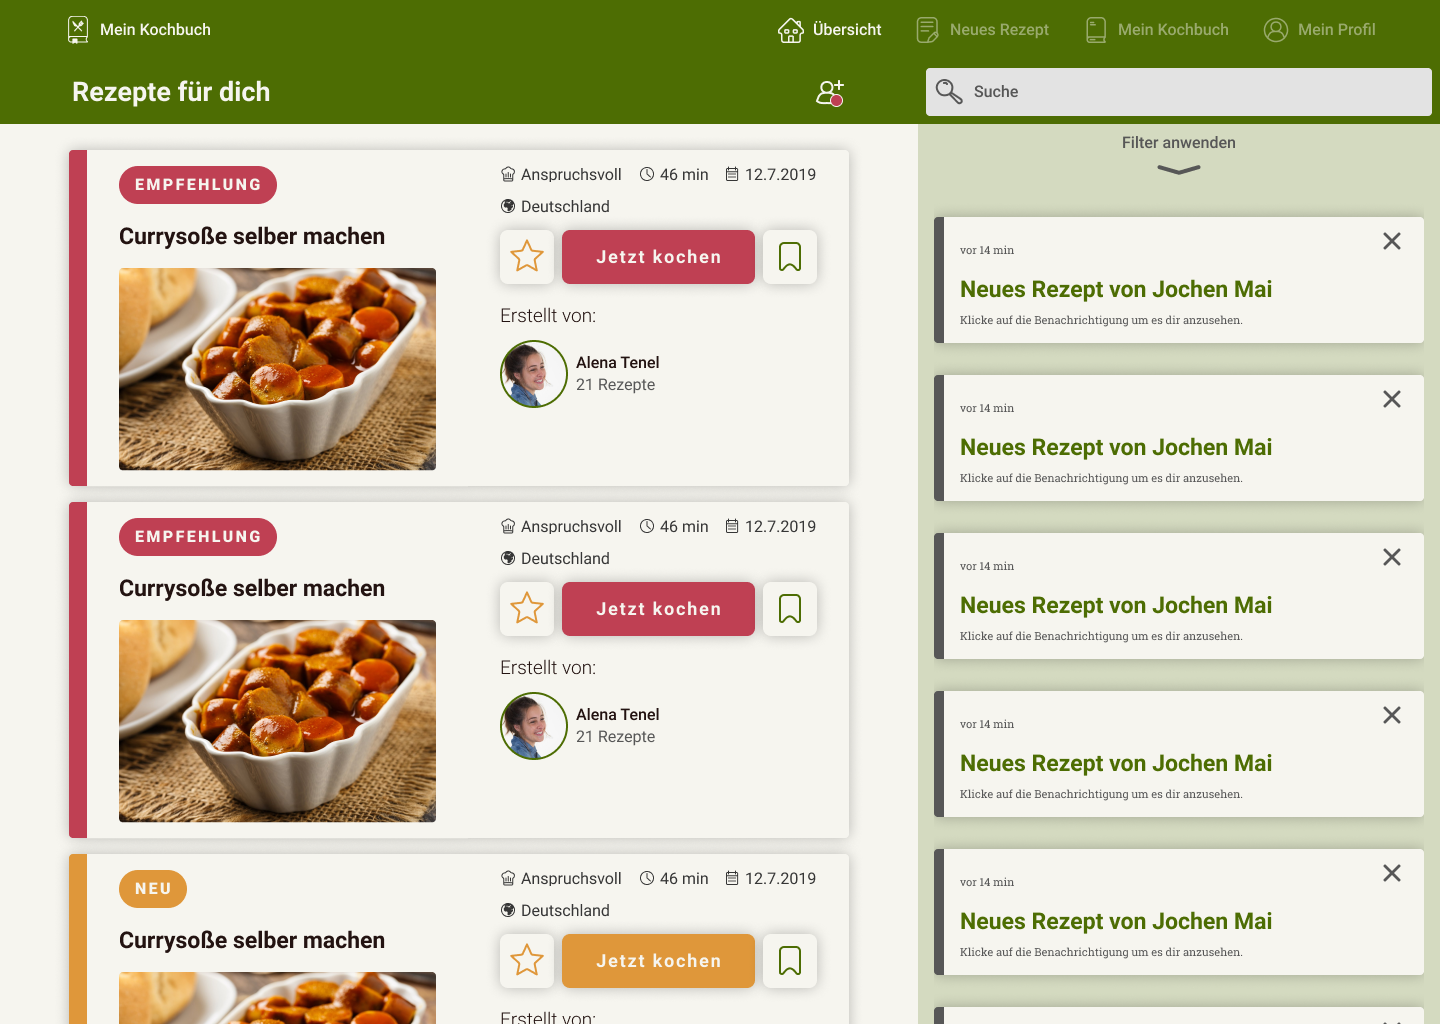 Mein Kochbuch
Übersicht
Neues Rezept
Mein Kochbuch
Mein Profil
Rezepte für dich
Suche
EMPFEHLUNG
Currysoße selber machen
Anspruchsvoll
46 min
12.7.2019
Deutschland
Jetzt kochen
Erstellt von:
Alena Tenel
21 Rezepte
EMPFEHLUNG
Currysoße selber machen
Anspruchsvoll
46 min
12.7.2019
Deutschland
Jetzt kochen
Erstellt von:
Alena Tenel
21 Rezepte
NEU
Currysoße selber machen
Anspruchsvoll
46 min
12.7.2019
Deutschland
Jetzt kochen
Erstellt von:
Filter anwenden
vor 14 min
Neues Rezept von Jochen Mai
Klicke auf die Benachrichtigung um es dir anzusehen.
vor 14 min
Neues Rezept von Jochen Mai
Klicke auf die Benachrichtigung um es dir anzusehen.
vor 14 min
Neues Rezept von Jochen Mai
Klicke auf die Benachrichtigung um es dir anzusehen.
vor 14 min
Neues Rezept von Jochen Mai
Klicke auf die Benachrichtigung um es dir anzusehen.
vor 14 min
Neues Rezept von Jochen Mai
Klicke auf die Benachrichtigung um es dir anzusehen.